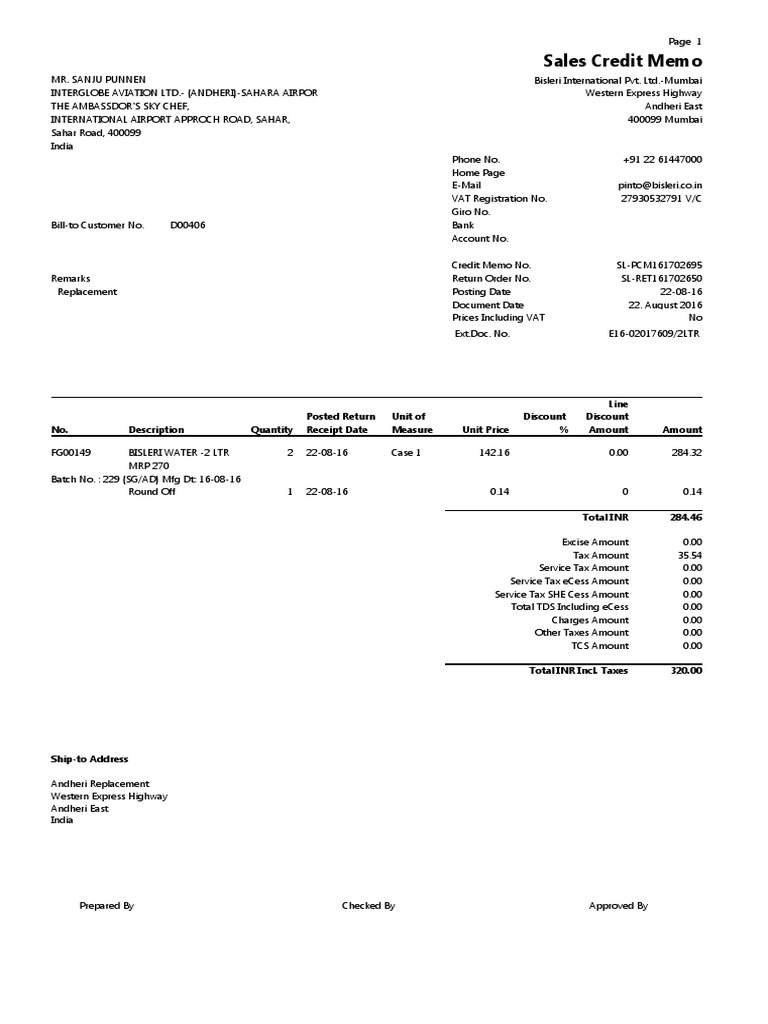 Page 1
Sales Credit Memo
MR. SANJU PUNNEN
INTERGLOBE AVIATION LTD.- (ANDHERI)-SAHARA AIRPOR
THE AMBASSDOR'S SKY CHEF,
INTERNATIONAL AIRPORT APPROCH ROAD, SAHAR,
Sahar Road, 400099
India
Bisleri International Pvt. Ltd.-Mumbai
Western Express Highway
Andheri East
400099 Mumbai
Phone No. +91 22 61447000
Home Page
E-Mail pinto@bisleri.co.in
VAT Registration No. 27930532791 V/C
Giro No.
Bill-to Customer No. D00406 Bank
Account No.
Credit Memo No. SL-PCM161702695
Remarks Return Order No. SL-RET161702650
Replacement Posting Date 22-08-16
Document Date 22. August 2016
Prices Including VAT No
Ext.Doc. No. E16-02017609/2LTR
No. Description Quantity Posted Return Receipt Date Unit of Measure Unit Price Discount % Line Discount Amount Amount
FG00149 BISLERI WATER -2 LTR 2 22-08-16 Case 1 142.16 0.00 284.32
MRP 270
Batch No. : 229 (SG/AD) Mfg Dt: 16-08-16
Round Off 1 22-08-16 0.14 0 0.14
Total INR 284.46
Excise Amount 0.00
Tax Amount 35.54
Service Tax Amount 0.00
Service Tax eCess Amount 0.00
Service Tax SHE Cess Amount 0.00
Total TDS Including eCess 0.00
Charges Amount 0.00
Other Taxes Amount 0.00
TCS Amount 0.00
Total INR Incl. Taxes 320.00
Ship-to Address
Andheri Replacement
Western Express Highway
Andheri East
India
Prepared By Checked By Approved By